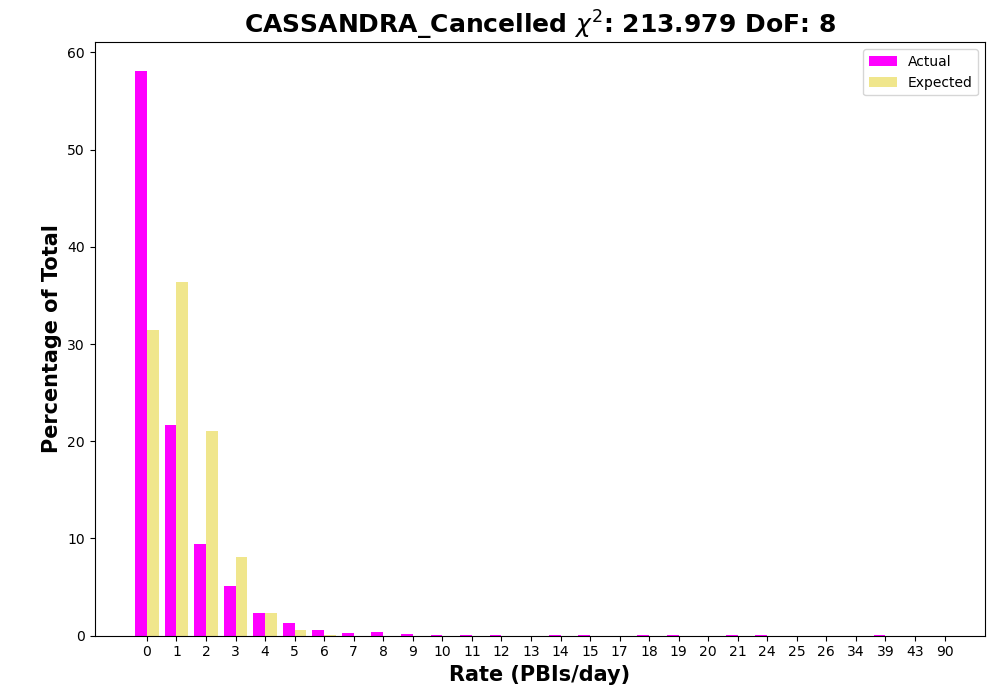 CASSANDRA_Cancelled χ²: 213.979 DoF: 8
Actual
Expected
60
50
40
30
20
10
0
Percentage of Total
0 1 2 3 4 5 6 7 8 9 10 11 12 13 14 15 17 18 19 20 21 24 25 26 34 39 43 90
Rate (PBIs/day)